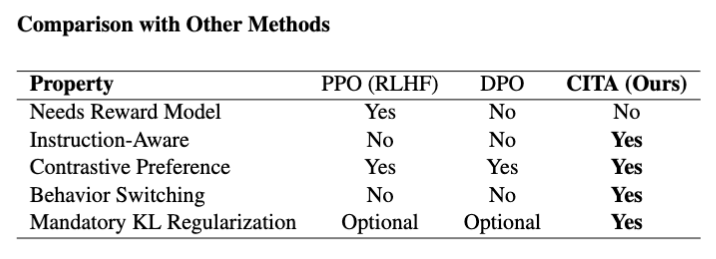 Comparison with Other Methods
Property PPO (RLHF) DPO CITA (Ours)
Needs Reward Model Yes No No
Instruction-Aware No No Yes
Contrastive Preference Yes Yes Yes
Behavior Switching No No Yes
Mandatory KL Regularization Optional Optional Yes